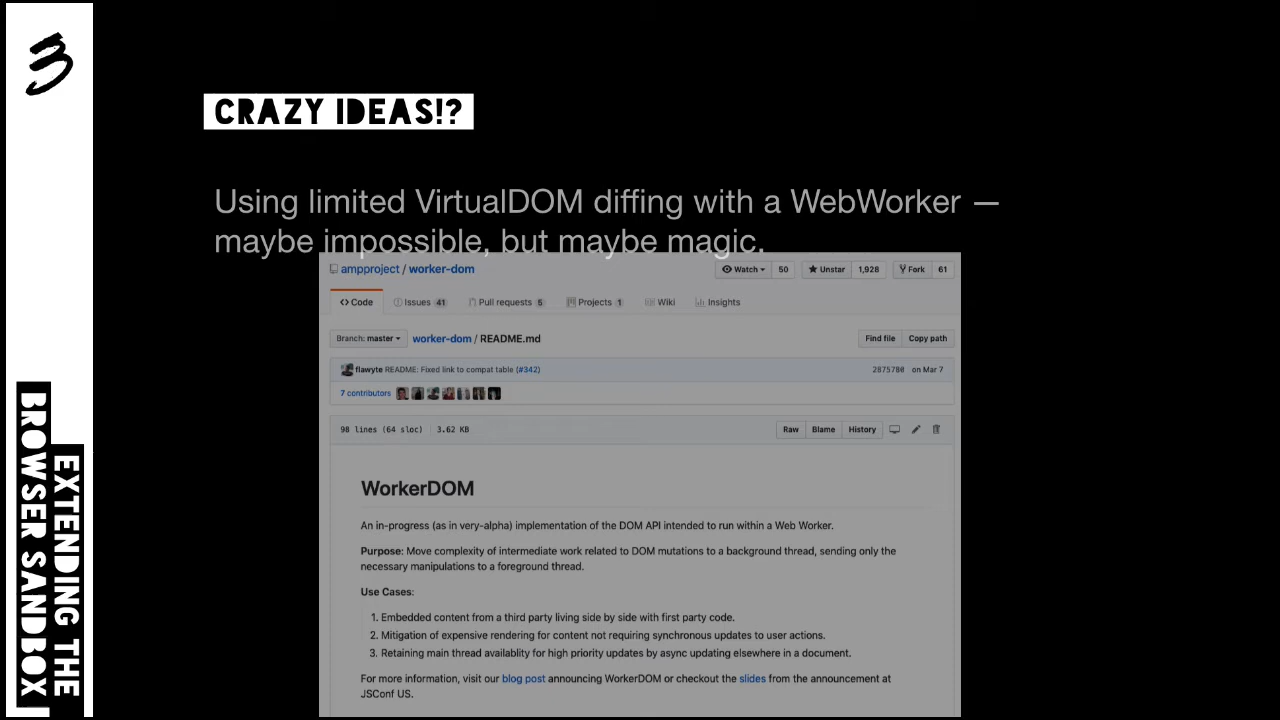 3
CRAZY IDEAS!?
Using limited VirtualDOM diffing with a WebWorker —
maybe impossible, but maybe magic.
ampproject / worker-dom
Watch 50 Unstar 1,928 Fork 61
Code Issues 41 Pull requests 5 Projects 1 Wiki Insights
Branch: master worker-dom / README.md Find file Copy path
flawyte README: Fixed link to compat table (#342) 2875780 on Mar 7
7 contributors
98 lines (64 sloc) 3.62 KB Raw Blame History
WorkerDOM
An in-progress (as in very-alpha) implementation of the DOM API intended to run within a Web Worker.
Purpose: Move complexity of intermediate work related to DOM mutations to a background thread, sending only the
necessary manipulations to a foreground thread.
Use Cases:
1. Embedded content from a third party living side by side with first party code.
2. Mitigation of expensive rendering for content not requiring synchronous updates to user actions.
3. Retaining main thread availablity for high priority updates by async updating elsewhere in a document.
For more information, visit our blog post announcing WorkerDOM or checkout the slides from the announcement at
JSConf US.
EXTENDING THE
BROWSER SANDBOX